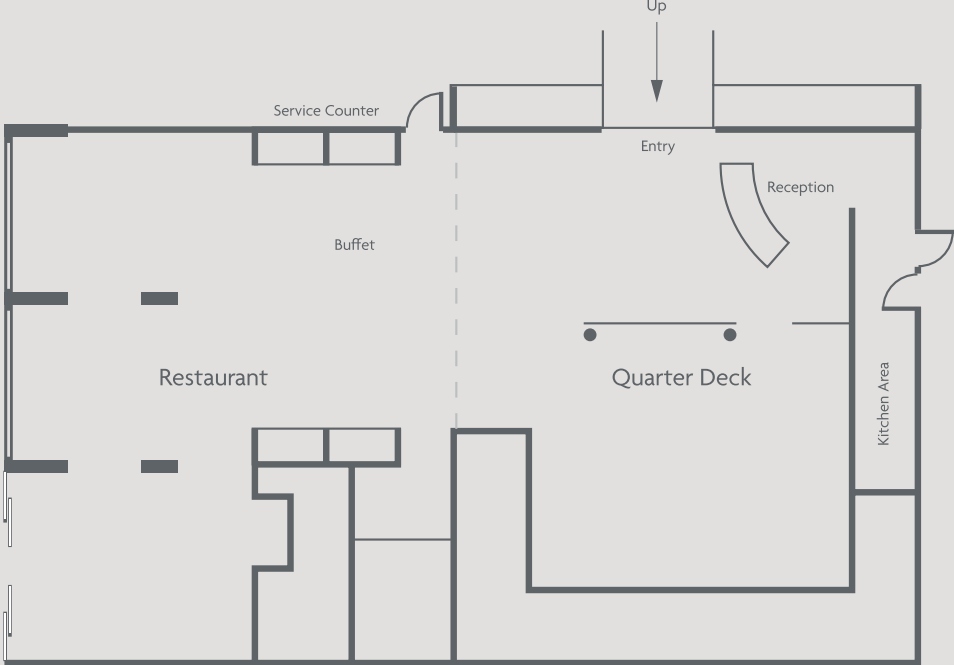 Up
Service Counter
Entry
Reception
Buffet
Restaurant
Quarter Deck
Kitchen Area